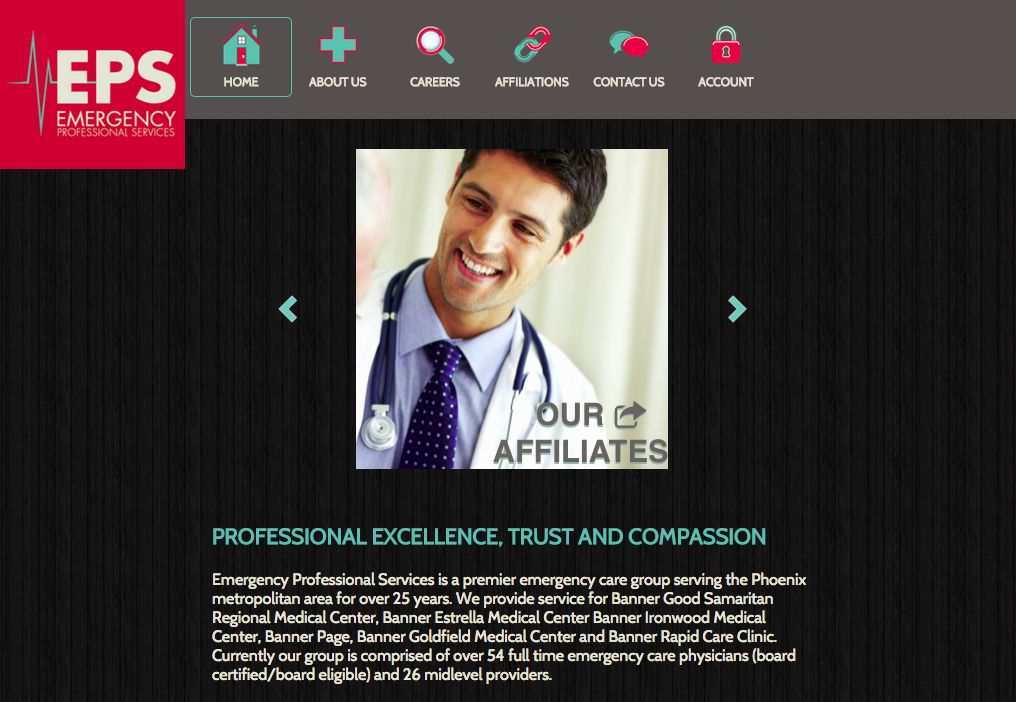 EPS
EMERGENCY
PROFESSIONAL SERVICES
HOME
ABOUT US
CAREERS
AFFILIATIONS
CONTACT US
ACCOUNT
OUR
AFFILIATES
PROFESSIONAL EXCELLENCE, TRUST AND COMPASSION
Emergency Professional Services is a premier emergency care group serving the Phoenix
metropolitan area for over 25 years. We provide service for Banner Good Samaritan
Regional Medical Center, Banner Estrella Medical Center Banner Ironwood Medical
Center, Banner Page, Banner Goldfield Medical Center and Banner Rapid Care Clinic.
Currently our group is comprised of over 54 full time emergency care physicians (board
certified/board eligible) and 26 midlevel providers.